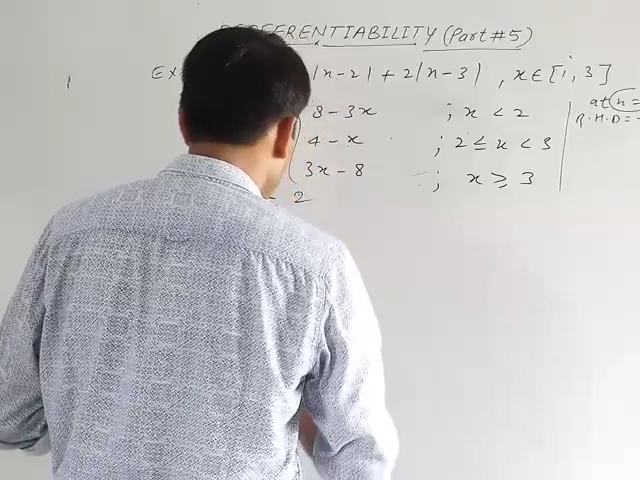 DIFFERENTIABILITY (Part #5)
1 Ex |x-2| + 2|x-3| , x ∈ [1, 3]
8 - 3x ; x < 2
4 - x ; 2 ≤ x < 3
3x - 8 ; x ≥ 3
2
at x =
R.H.D = -